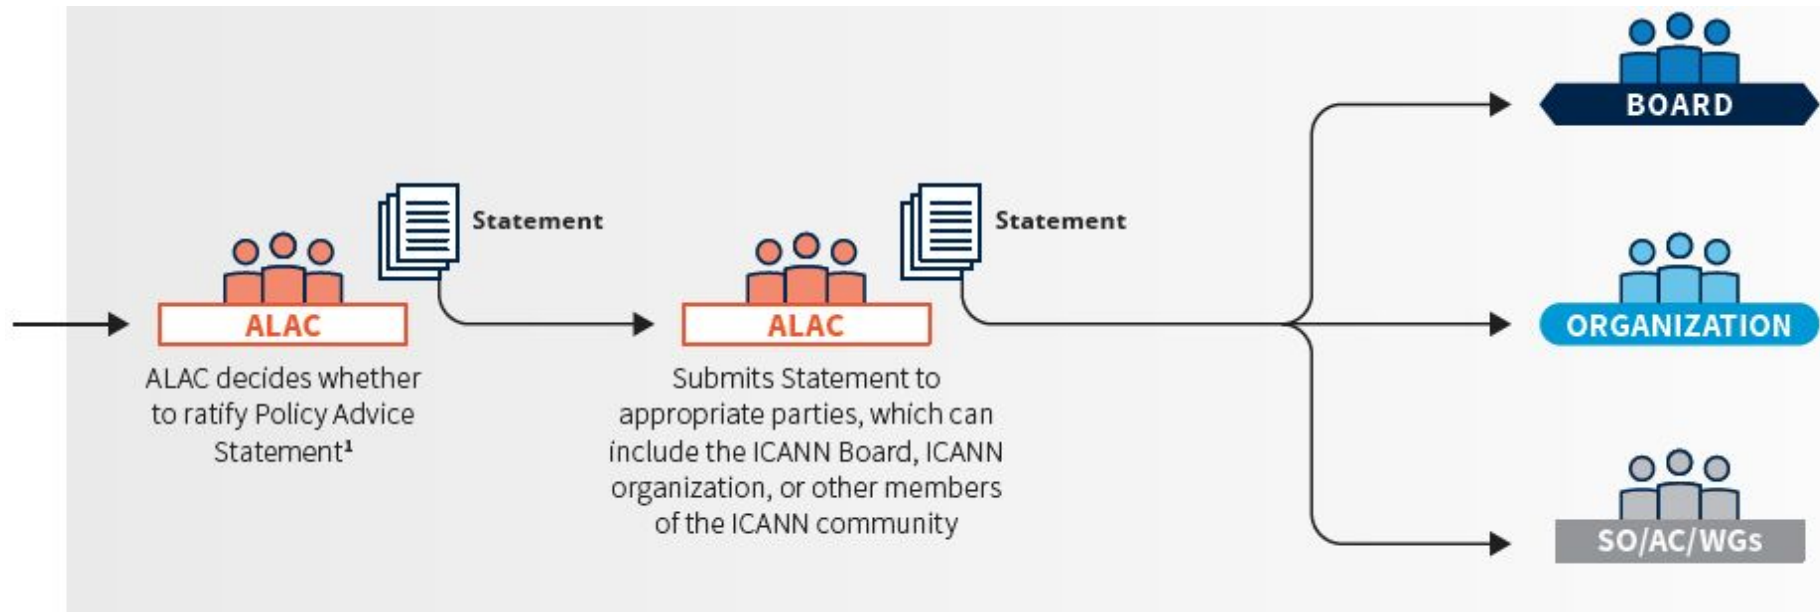 BOARD
Statement
Statement
ALAC
ALAC
ORGANIZATION
ALAC decides whether
to ratify Policy Advice
Statement¹
Submits Statement to
appropriate parties, which can
include the ICANN Board, ICANN
organization, or other members
of the ICANN community
SO/AC/WGs